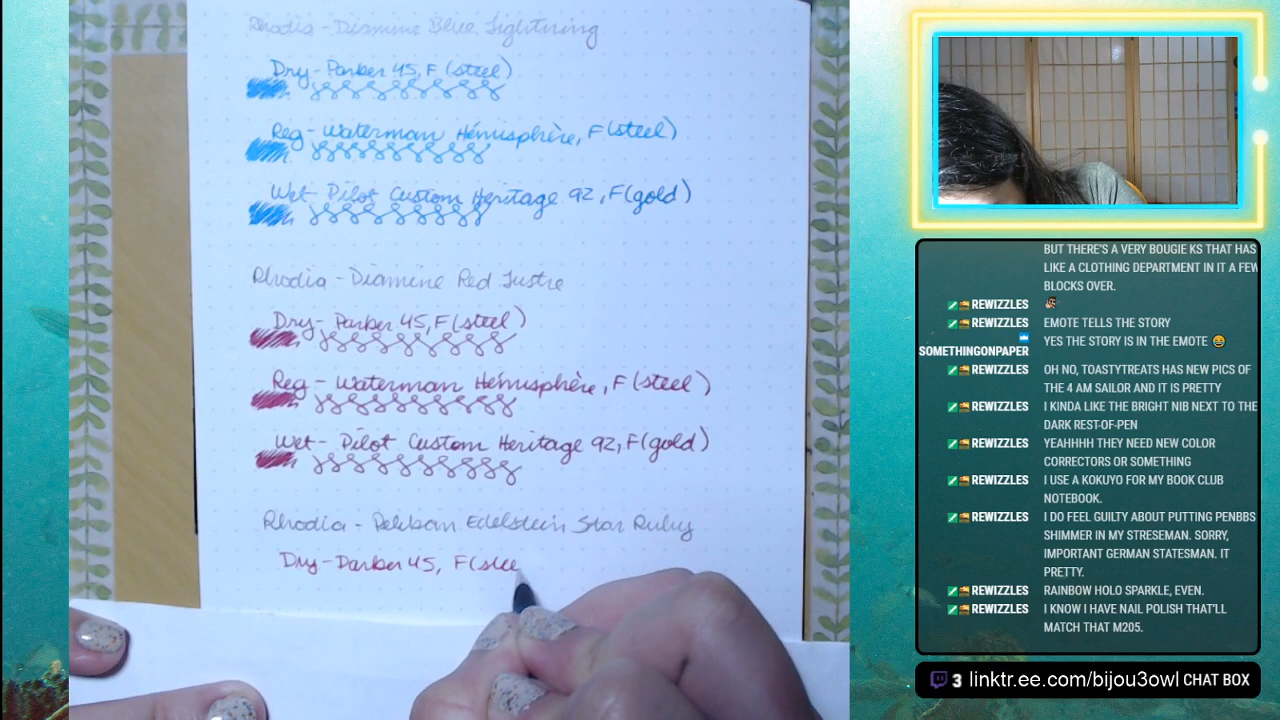 Rhodia - Diamine Blue Lightning
Dry - Parker 45, F (steel)
Reg - Waterman Hémisphère, F (steel)
Wet - Pilot Custom Heritage 92, F (gold)
Rhodia - Diamine Red Lustre
Dry - Parker 45, F (steel)
Reg - Waterman Hémisphère, F (steel)
Wet - Pilot Custom Heritage 92, F (gold)
Rhodia - Pelikan Edelstein Star Ruby
Dry - Parker 45, F (stee
BUT THERE'S A VERY BOUGIE KS THAT HAS
LIKE A CLOTHING DEPARTMENT IN IT A FEW
BLOCKS OVER.
REWIZZLES
REWIZZLES EMOTE TELLS THE STORY
SOMETHINGONPAPER YES THE STORY IS IN THE EMOTE 😅
REWIZZLES OH NO, TOASTYTREATS HAS NEW PICS OF
THE 4 AM SAILOR AND IT IS PRETTY
REWIZZLES I KINDA LIKE THE BRIGHT NIB NEXT TO THE
DARK REST-OF-PEN
REWIZZLES YEAHHHH THEY NEED NEW COLOR
CORRECTORS OR SOMETHING
REWIZZLES I USE A KOKUYO FOR MY BOOK CLUB
NOTEBOOK.
REWIZZLES I DO FEEL GUILTY ABOUT PUTTING PENBBS
SHIMMER IN MY STRESEMAN. SORRY,
IMPORTANT GERMAN STATESMAN. IT
PRETTY.
REWIZZLES RAINBOW HOLO SPARKLE, EVEN.
REWIZZLES I KNOW I HAVE NAIL POLISH THAT'LL
MATCH THAT M205.
3 linktr.ee.com/bijou3owl CHAT BOX